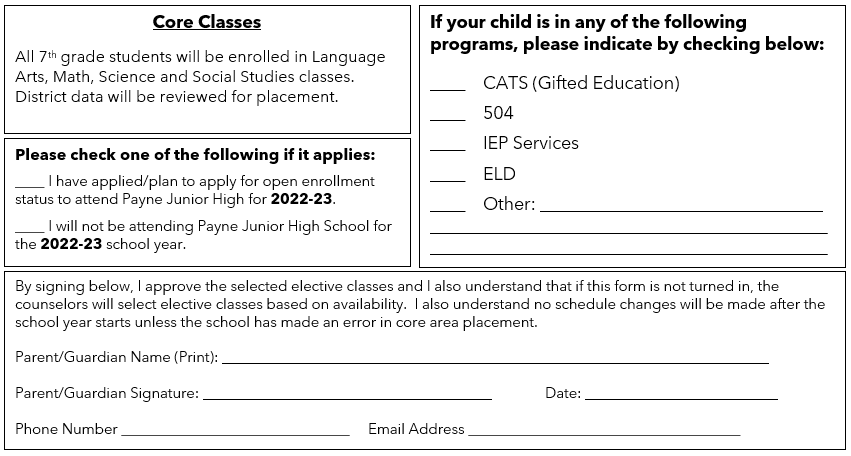 Core Classes
All 7th grade students will be enrolled in Language
Arts, Math, Science and Social Studies classes.
District data will be reviewed for placement.
Please check one of the following if it applies:
____ I have applied/plan to apply for open enrollment
status to attend Payne Junior High for 2022-23.
____ I will not be attending Payne Junior High School for
the 2022-23 school year.
If your child is in any of the following
programs, please indicate by checking below:
____ CATS (Gifted Education)
____ 504
____ IEP Services
____ ELD
____ Other: ______________________________
By signing below, I approve the selected elective classes and I also understand that if this form is not turned in, the
counselors will select elective classes based on availability.  I also understand no schedule changes will be made after the
school year starts unless the school has made an error in core area placement.
Parent/Guardian Name (Print): ______________________________
Parent/Guardian Signature: ______________________________ Date: ____________________
Phone Number ______________________________ Email Address ______________________________